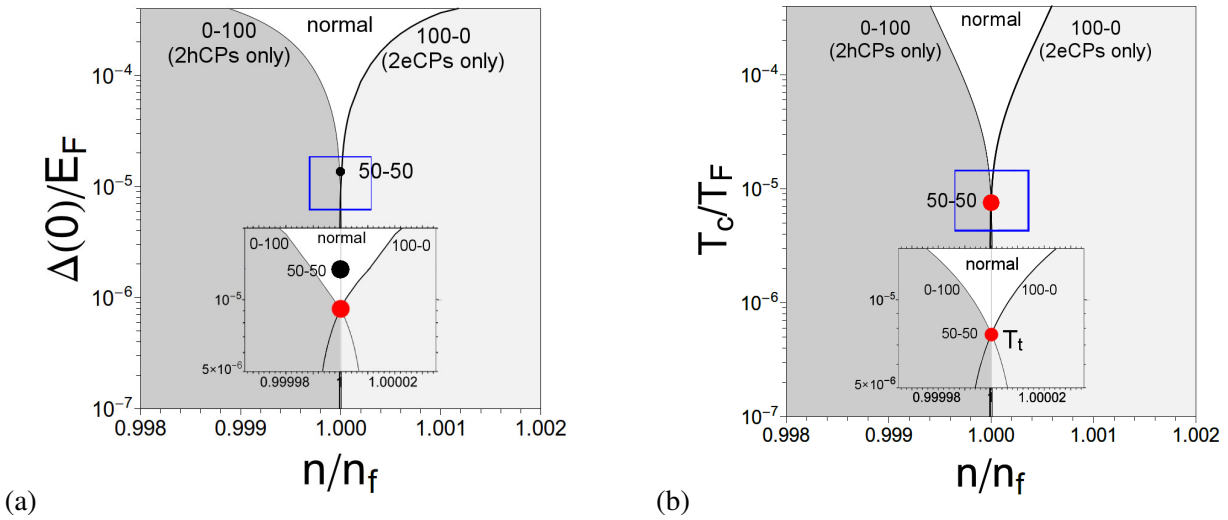 normal
0-100
(2hCPs only)
100-0
(2eCPs only)
10⁻⁴
10⁻⁵
10⁻⁶
10⁻⁷
Δ(0)/E_F
50-50
0-100
normal
100-0
50-50
10⁻⁵
5×10⁻⁶
0.99998
1
1.00002
0.998
0.999
1.000
1.001
1.002
n/n_f
(a)
normal
0-100
(2hCPs only)
100-0
(2eCPs only)
10⁻⁴
10⁻⁵
10⁻⁶
10⁻⁷
T_c/T_F
50-50
normal
0-100
100-0
50-50
T_t
10⁻⁵
5×10⁻⁶
0.99998
1
1.00002
0.998
0.999
1.000
1.001
1.002
n/n_f
(b)